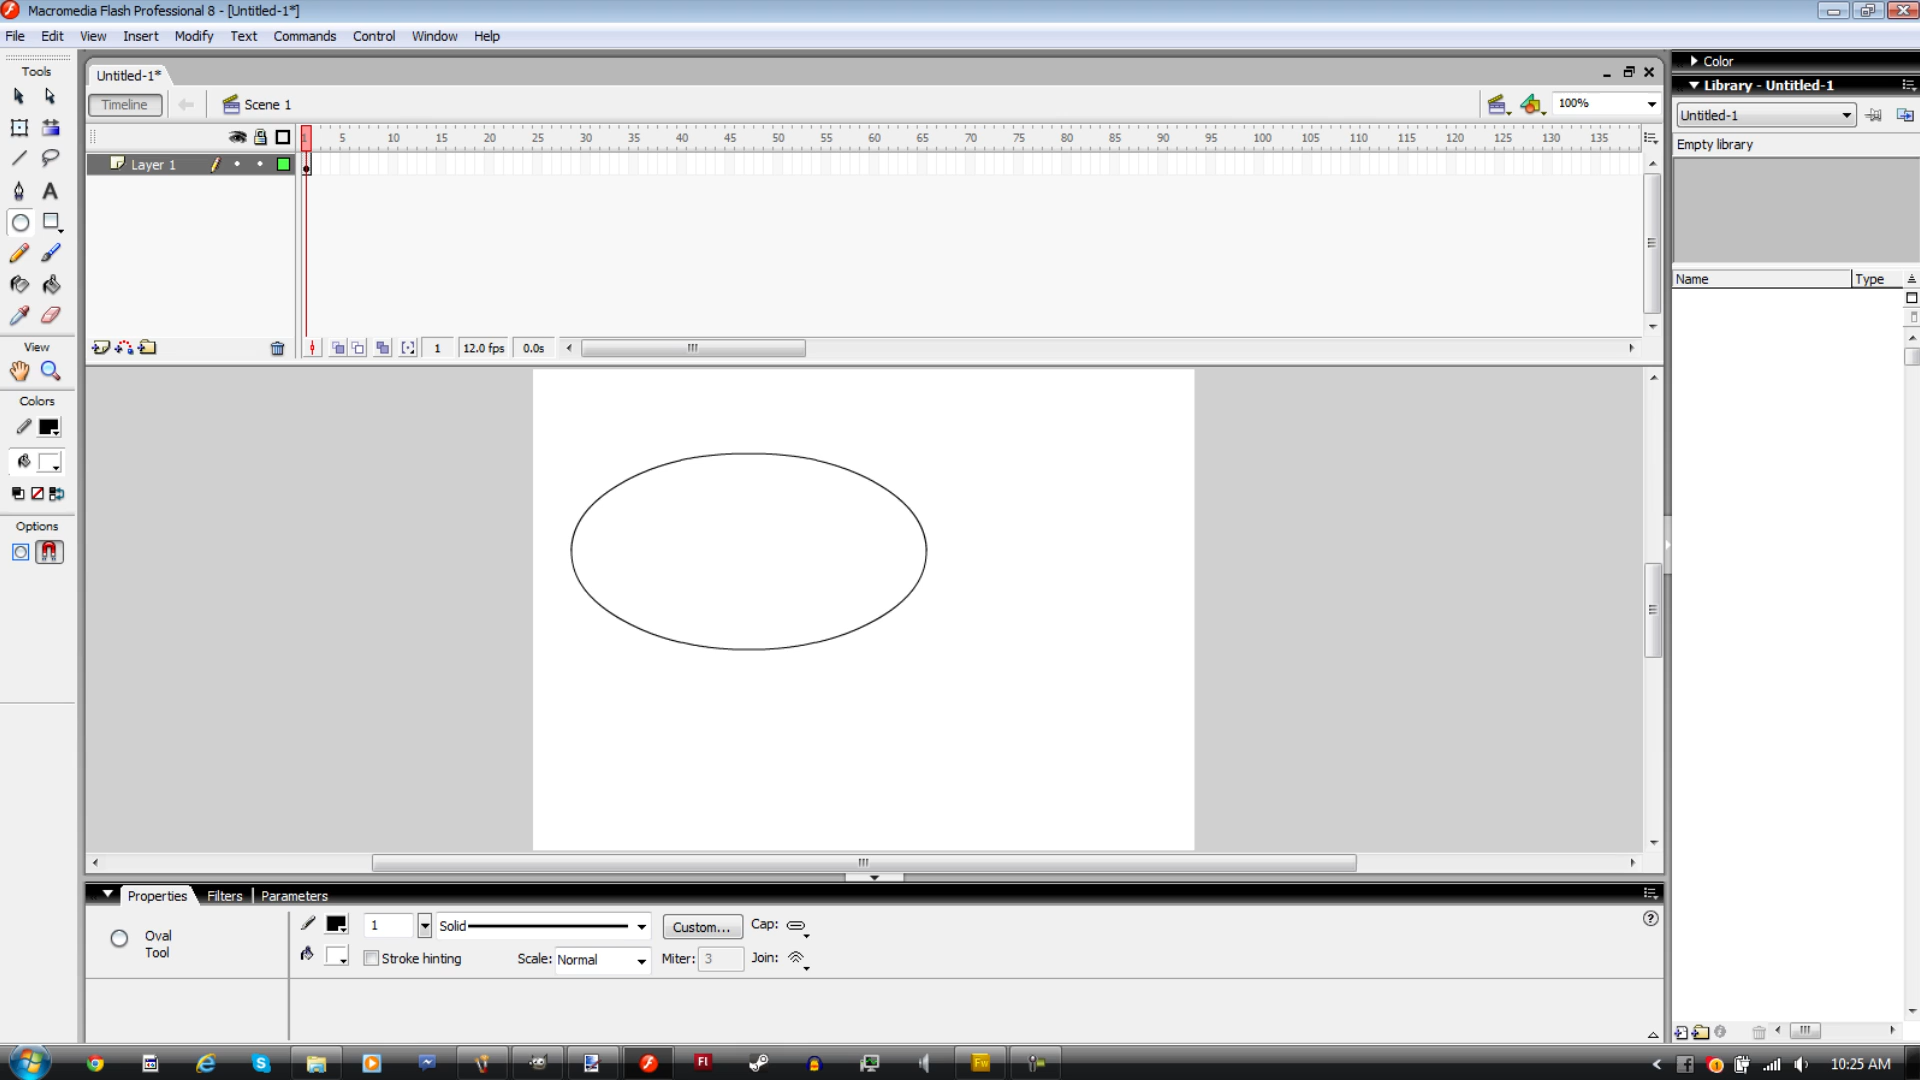 Macromedia Flash Professional 8 - [Untitled-1*]
File Edit View Insert Modify Text Commands Control Window Help
Tools
View
Colors
Options
Untitled-1*
Timeline
Scene 1
100%
1 5 10 15 20 25 30 35 40 45 50 55 60 65 70 75 80 85 90 95 100 105 110 115 120 125 130 135
Layer 1
1 12.0 fps 0.0s
Color
Library - Untitled-1
Untitled-1
Empty library
Name Type
Properties Filters Parameters
Oval
Tool
1 Solid Custom... Cap:
Stroke hinting Scale: Normal Miter: 3 Join:
Fl
Fw
10:25 AM